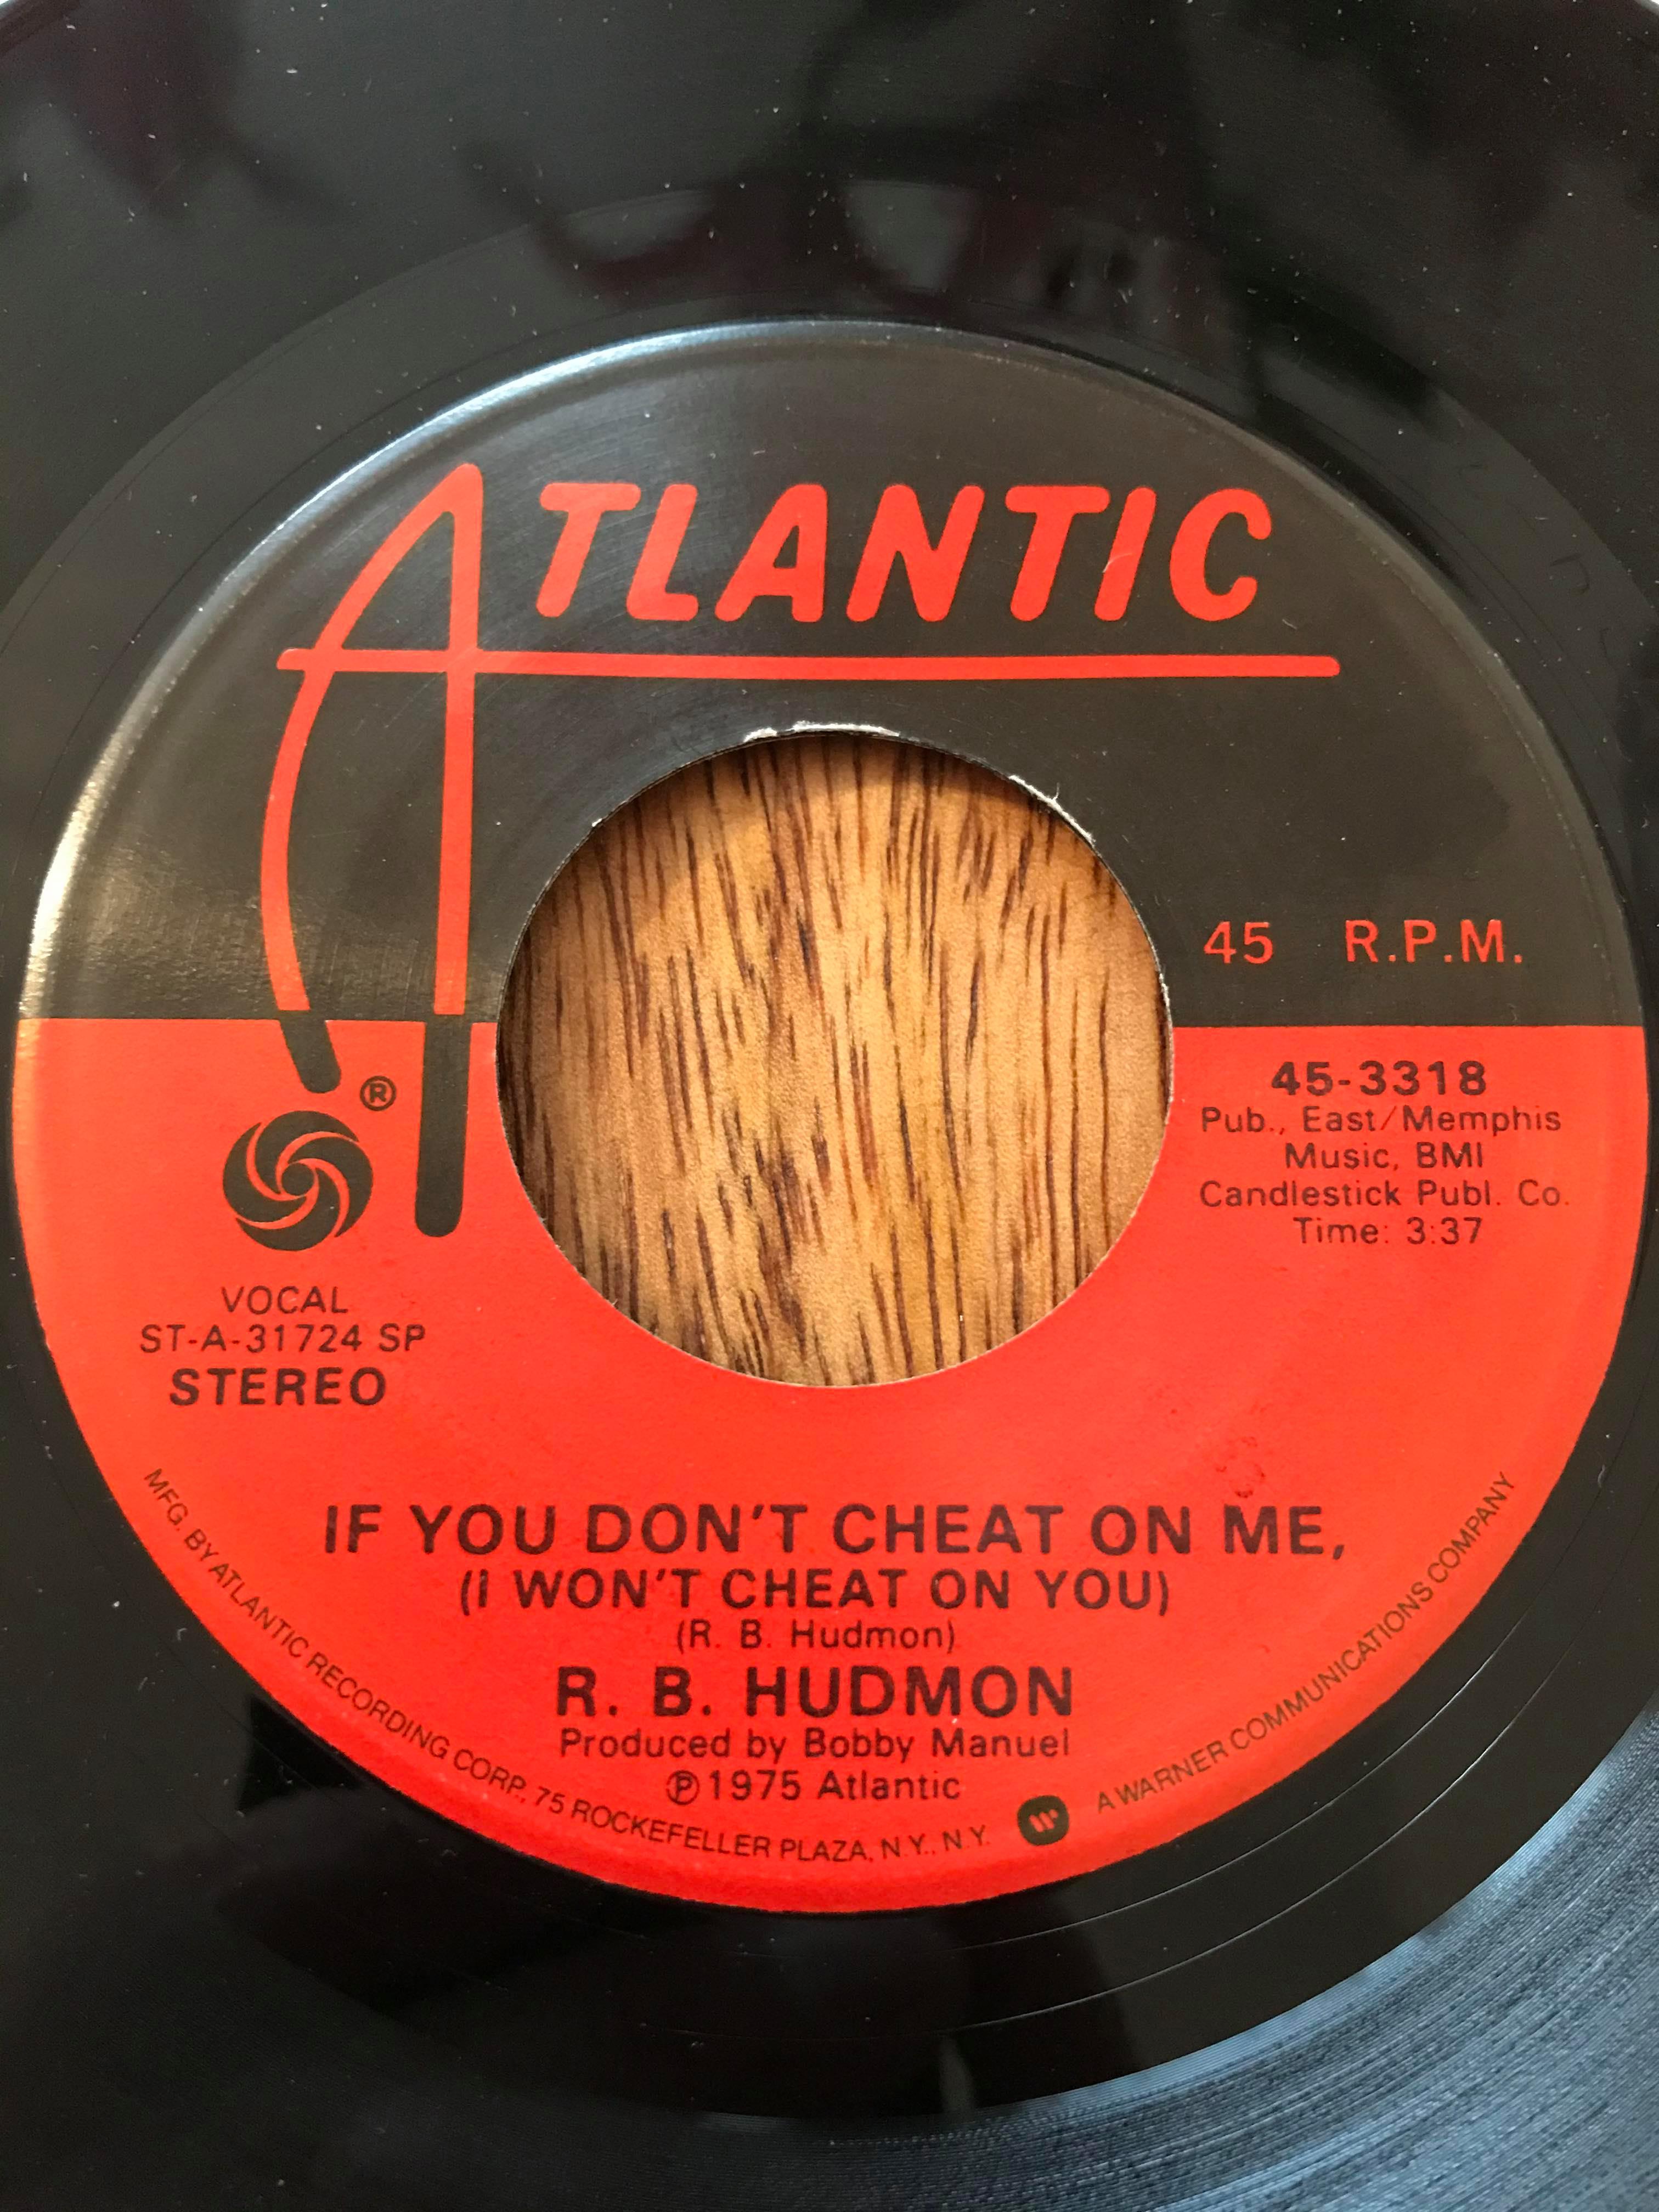 ATLANTIC
45 R.P.M.
®
45-3318
Pub., East/Memphis
Music, BMI
Candlestick Publ. Co.
Time: 3:37
VOCAL
ST-A-31724 SP
STEREO
IF YOU DON'T CHEAT ON ME,
(I WON'T CHEAT ON YOU)
(R. B. Hudmon)
R. B. HUDMON
Produced by Bobby Manuel
℗1975 Atlantic
MFG. BY ATLANTIC RECORDING CORP., 75 ROCKEFELLER PLAZA, N.Y., N.Y. W A WARNER COMMUNICATIONS COMPANY